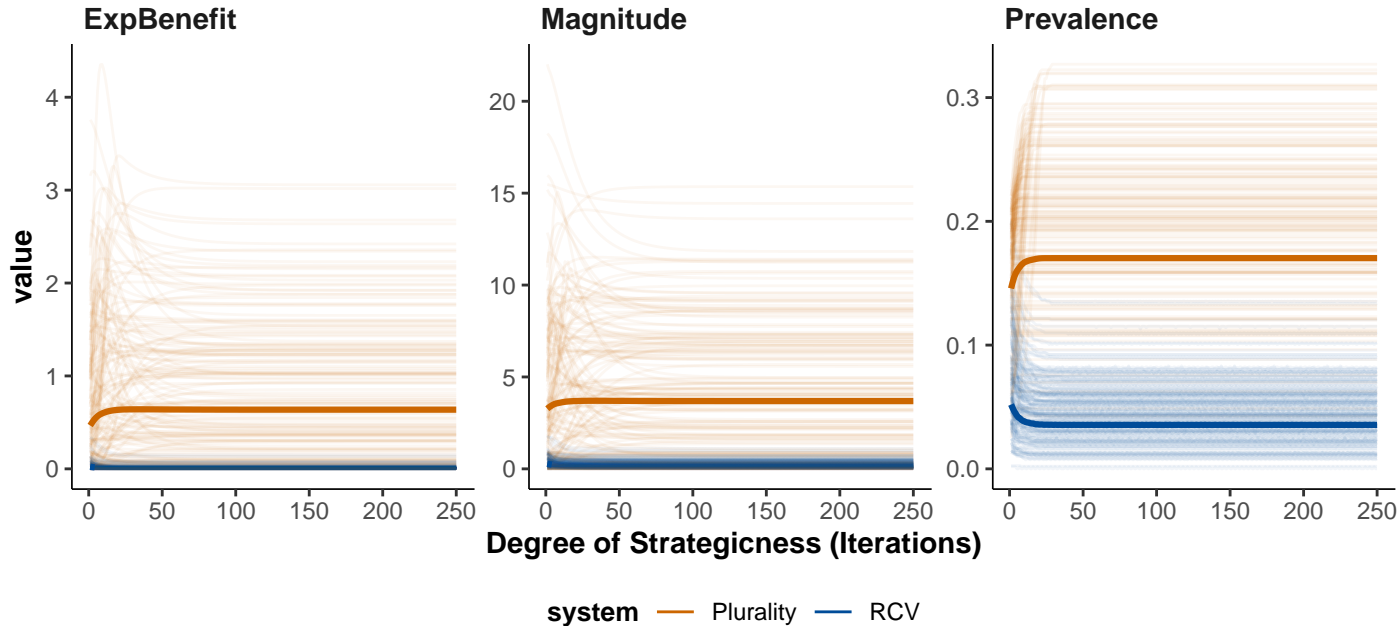 ExpBenefit Magnitude Prevalence
value
4
3
2
1
0
20
15
10
5
0
0.3
0.2
0.1
0.0
0 50 100 150 200 250 0 50 100 150 200 250 0 50 100 150 200 250
Degree of Strategicness (Iterations)
system Plurality RCV